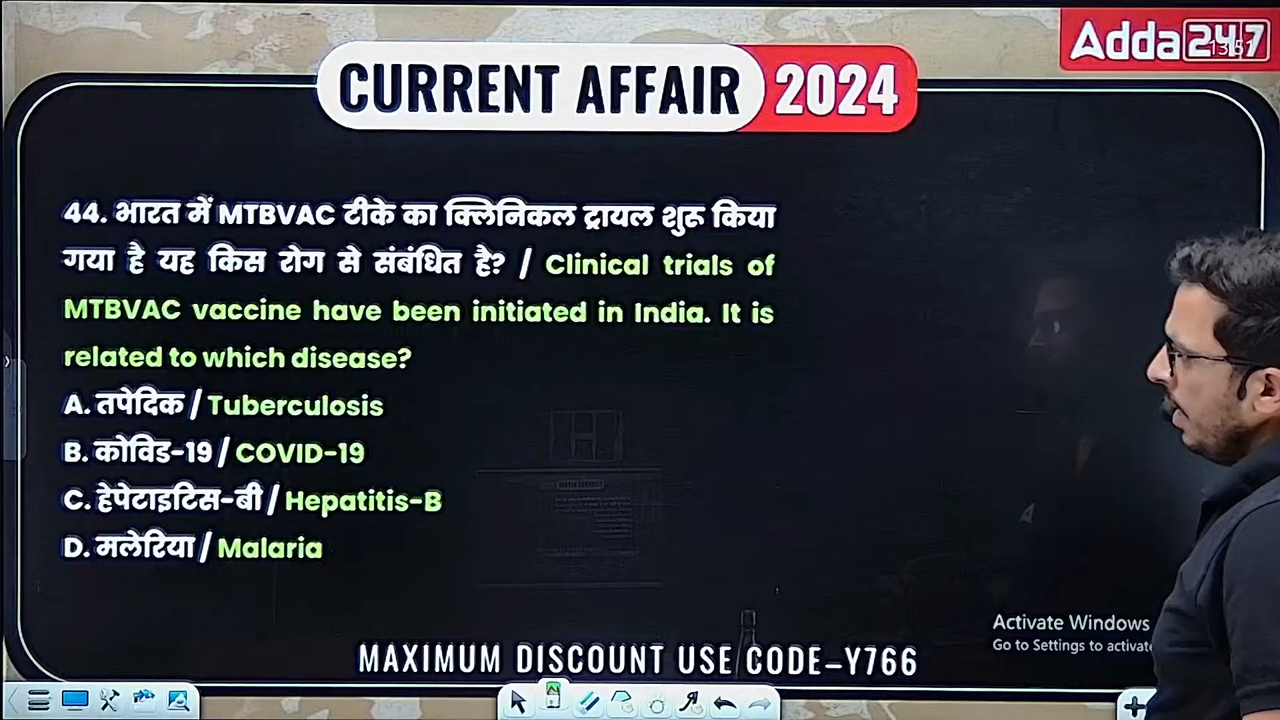 Adda247
13:57
CURRENT AFFAIR 2024
44. भारत में MTBVAC टीके का क्लिनिकल ट्रायल शुरू किया
गया है यह किस रोग से संबंधित है? / Clinical trials of
MTBVAC vaccine have been initiated in India. It is
related to which disease?
A. तपेदिक / Tuberculosis
B. कोविड-19 / COVID-19
C. हेपेटाइटिस-बी / Hepatitis-B
D. मलेरिया / Malaria
Activate Windows
Go to Settings to activate
MAXIMUM DISCOUNT USE CODE-Y766